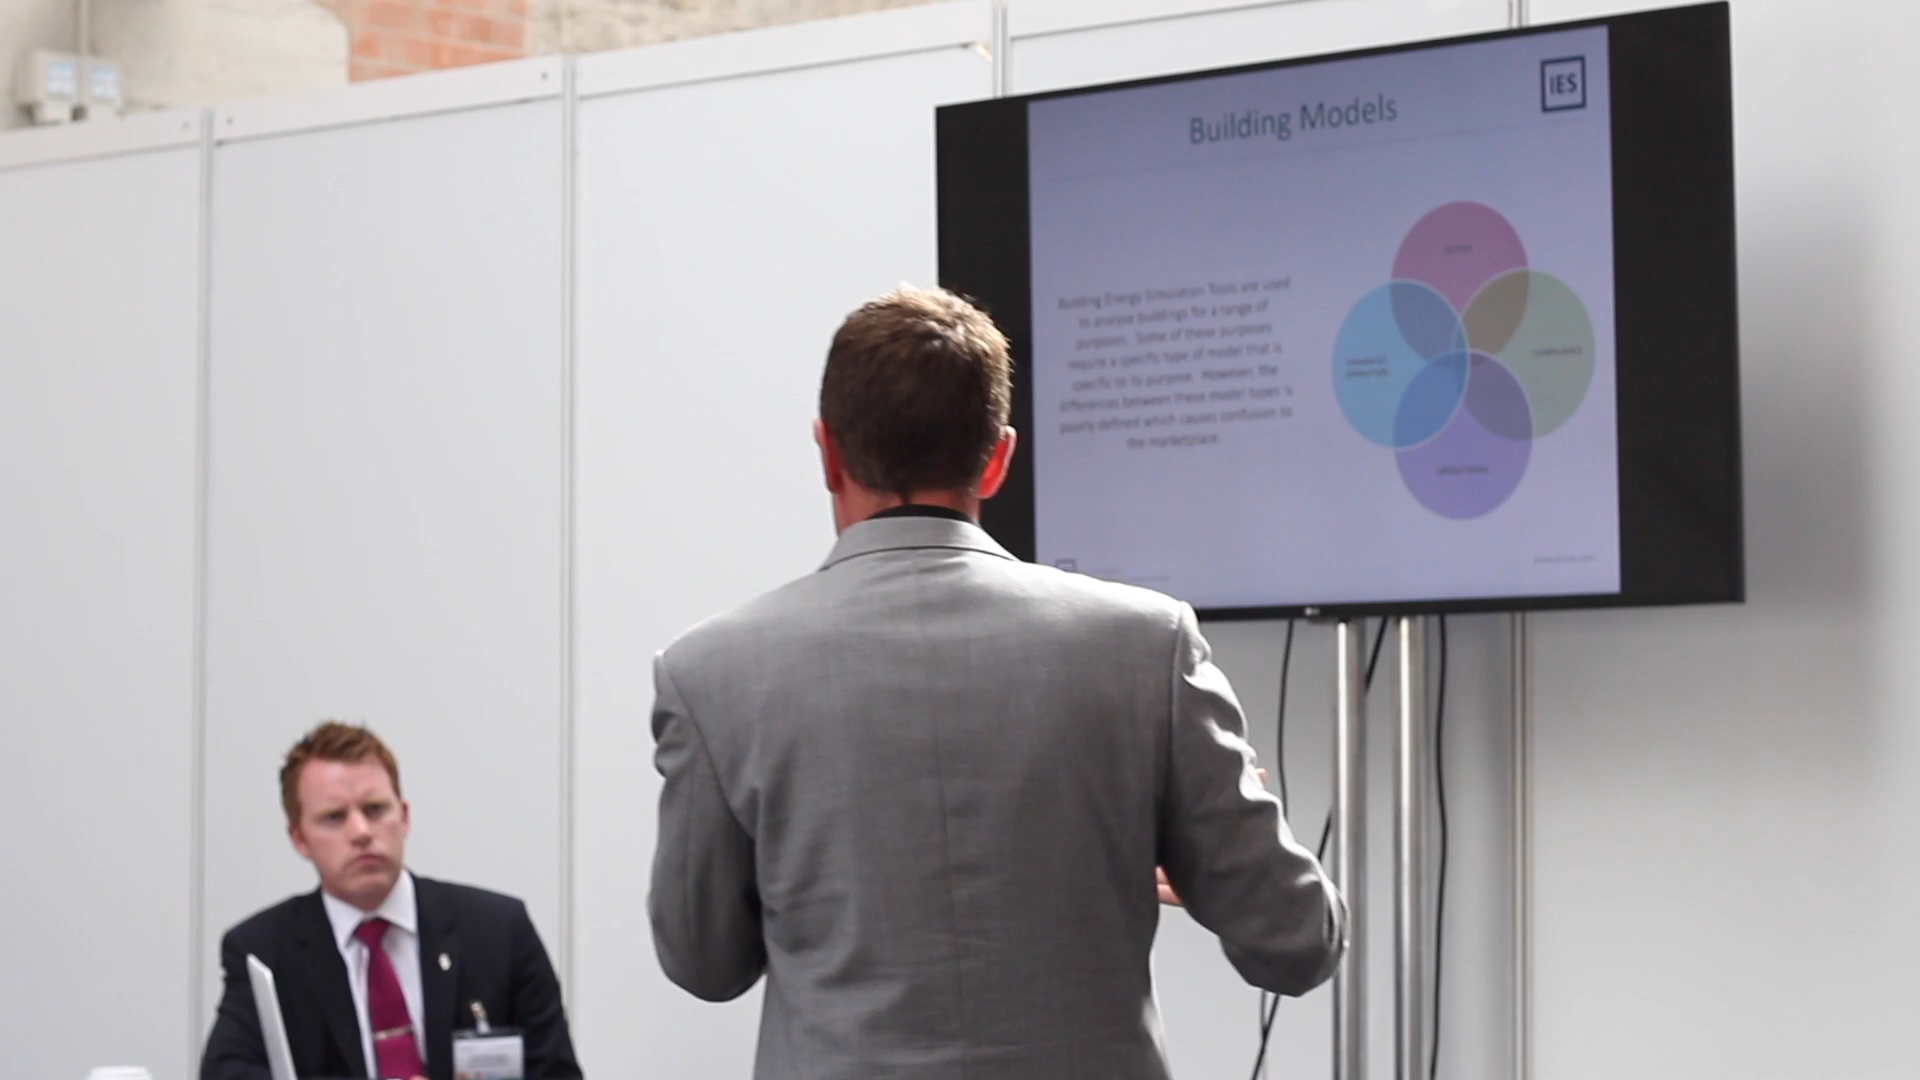 IES
Building Models
Building Energy Simulation Tools are used
to analyse buildings for a range of
purposes. Some of these purposes
require a specific type of model that is
specific to its purpose. However, the
differences between these model types is
poorly defined which causes confusion to
the marketplace.
COMPLIANCE
OPERATIONAL